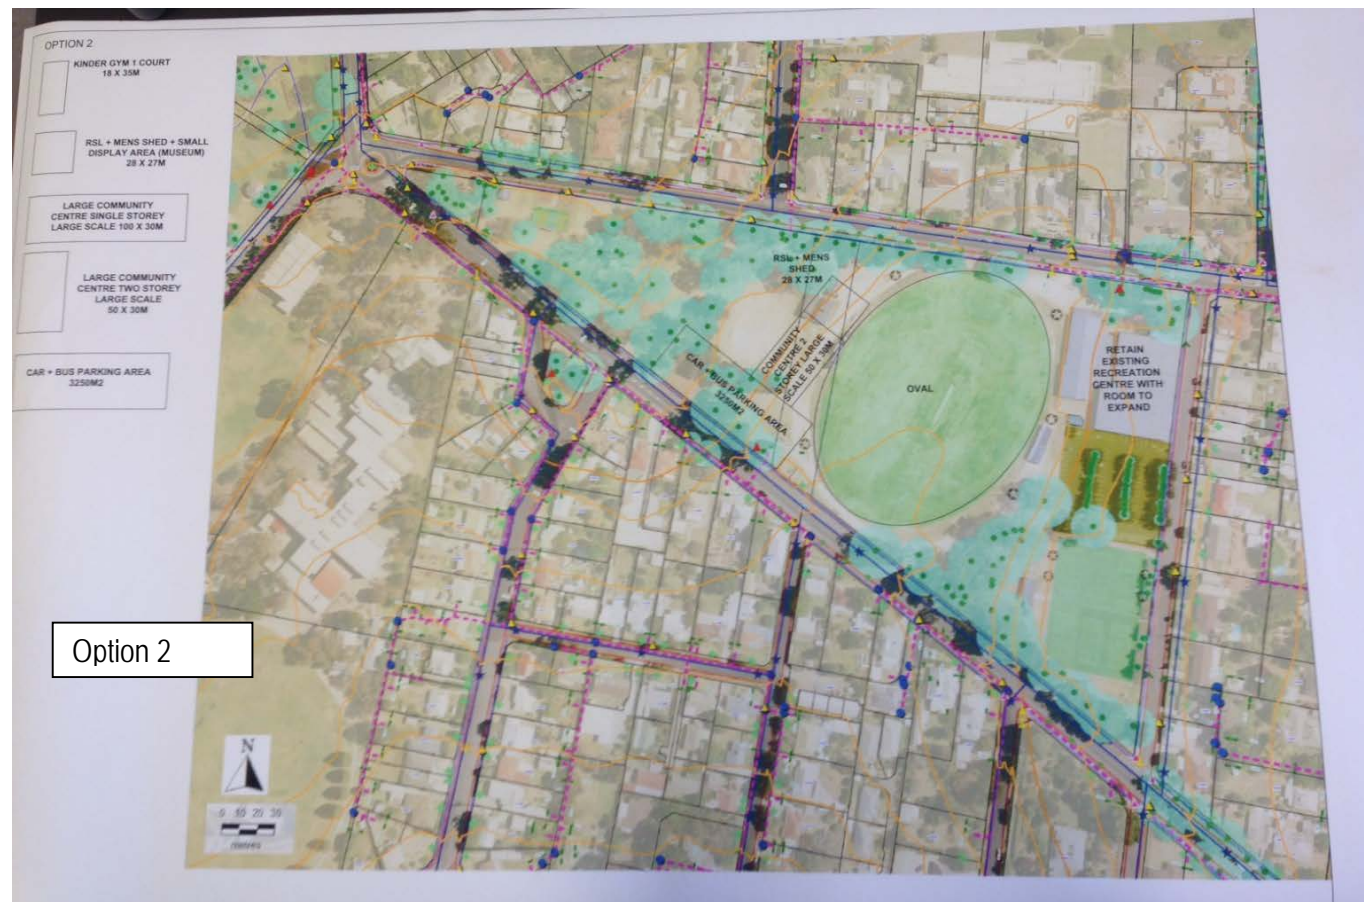 OPTION 2
KINDER GYM 1 COURT
18 X 35M
RSL + MENS SHED + SMALL
DISPLAY AREA (MUSEUM)
28 X 27M
LARGE COMMUNITY
CENTRE SINGLE STOREY
LARGE SCALE 100 X 30M
LARGE COMMUNITY
CENTRE TWO STOREY
LARGE SCALE
50 X 30M
CAR + BUS PARKING AREA
3250M2
RSL + MENS
SHED
28 X 27M
COMMUNITY
CENTRE 2
STOREY LARGE
SCALE 50 X 30M
CAR + BUS PARKING AREA
3250M2
OVAL
RETAIN
EXISTING
RECREATION
CENTRE WITH
ROOM TO
EXPAND
Option 2
N
0 10 20 30
metres